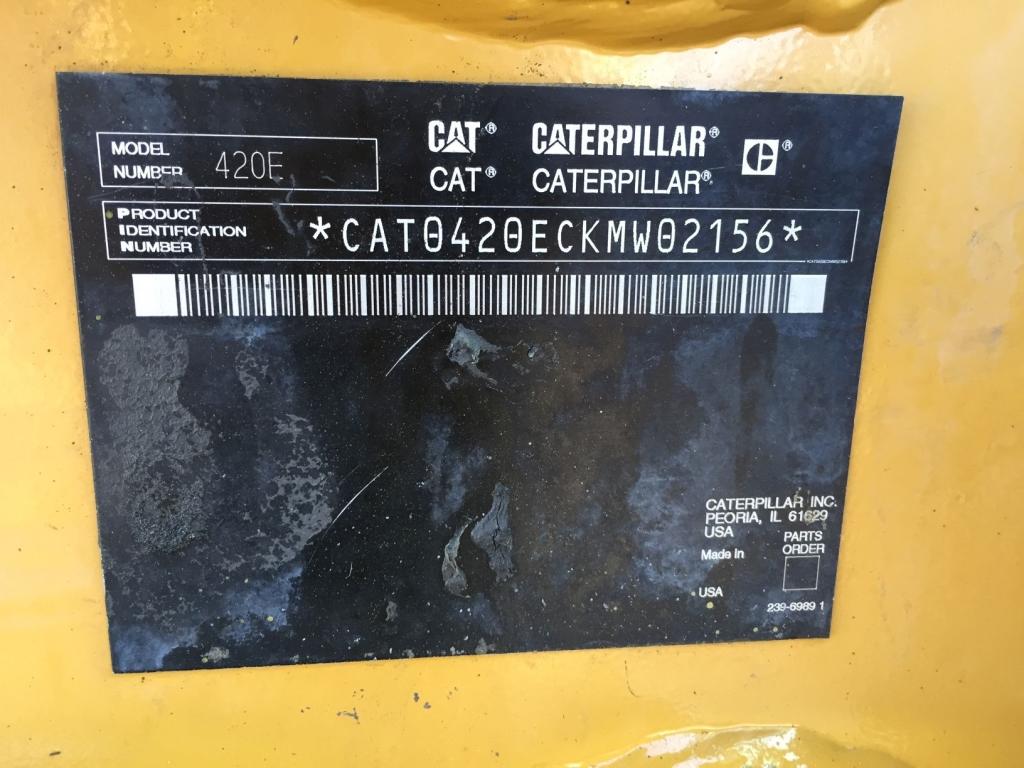 MODEL
NUMBER 420E
CAT® CATERPILLAR® ®
CAT® CATERPILLAR®
PRODUCT
IDENTIFICATION
NUMBER
*CAT0420ECKMW02156*
CATERPILLAR INC.
PEORIA, IL 61629
USA
PARTS
ORDER
Made In
USA
239-6989 1